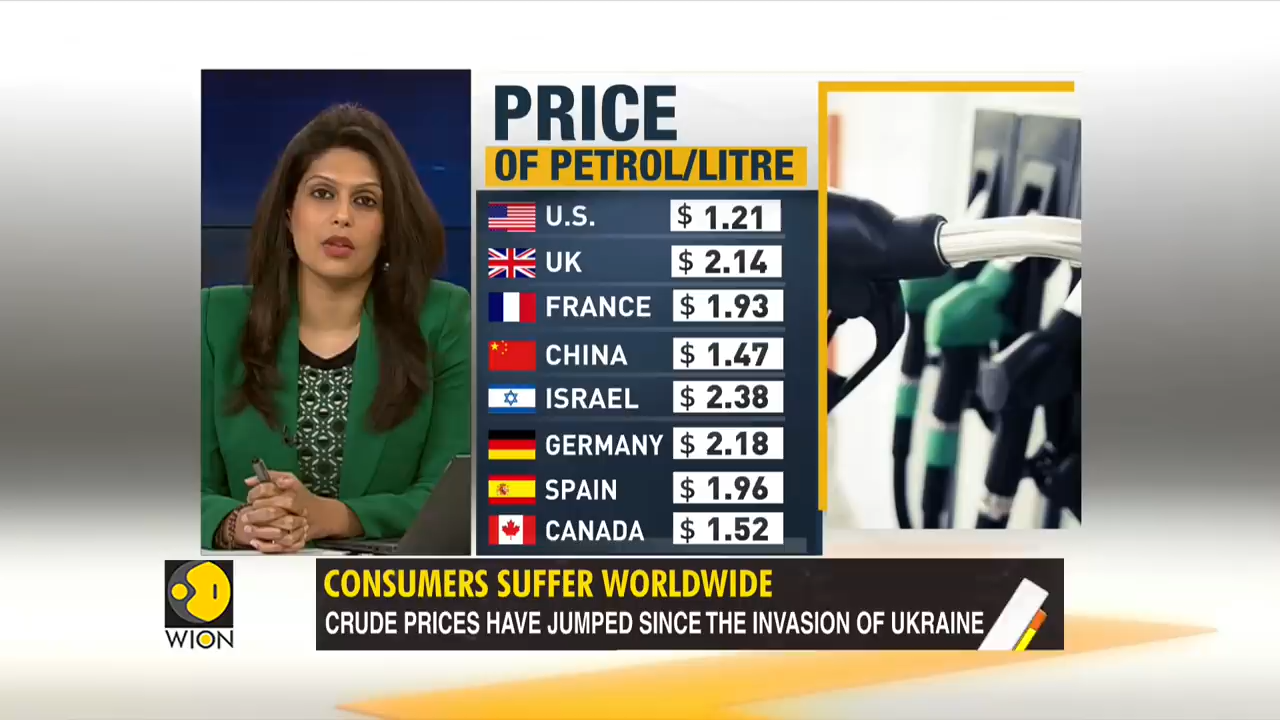 PRICE
OF PETROL/LITRE
U.S. $ 1.21
UK $ 2.14
FRANCE $ 1.93
CHINA $ 1.47
ISRAEL $ 2.38
GERMANY $ 2.18
SPAIN $ 1.96
CANADA $ 1.52
CONSUMERS SUFFER WORLDWIDE
CRUDE PRICES HAVE JUMPED SINCE THE INVASION OF UKRAINE
WION